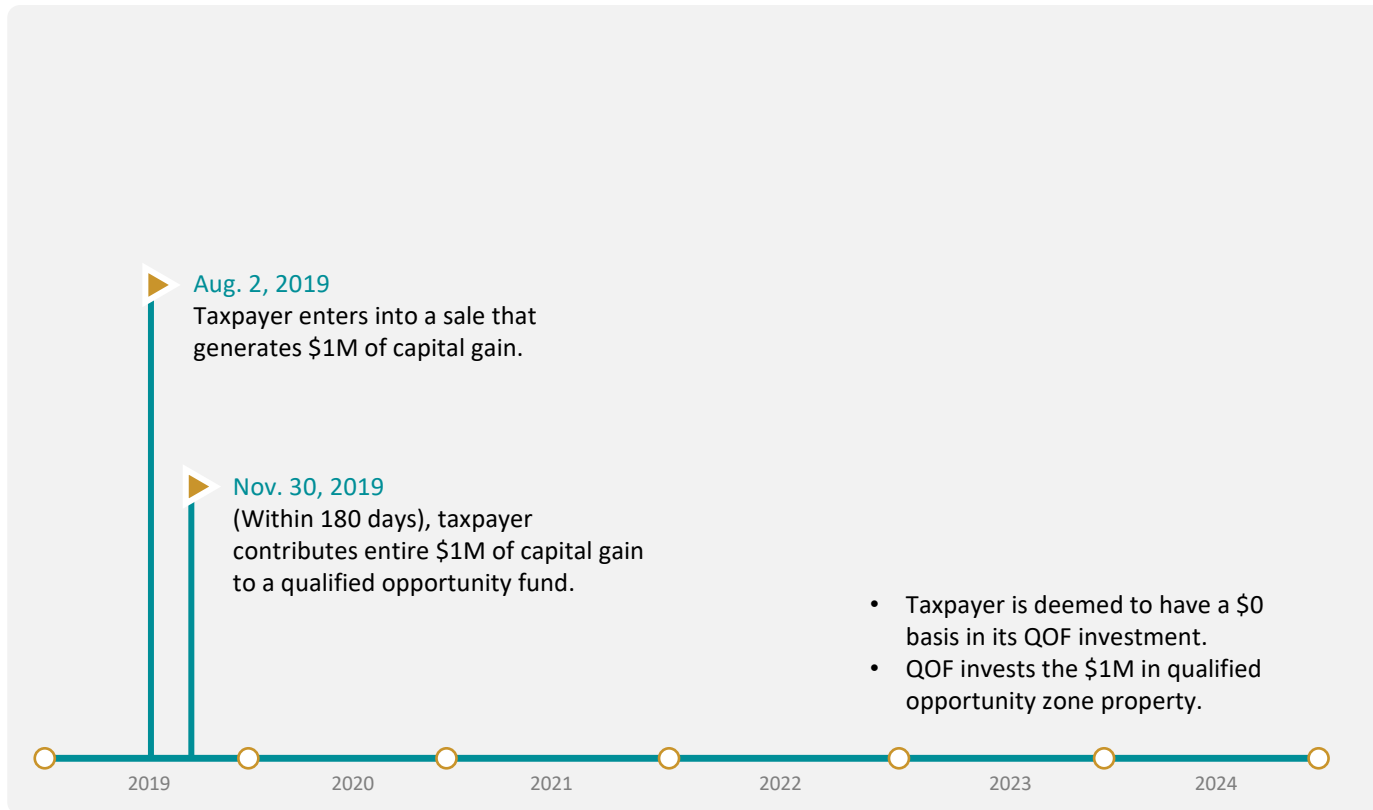 Aug. 2, 2019
Taxpayer enters into a sale that
generates $1M of capital gain.
Nov. 30, 2019
(Within 180 days), taxpayer
contributes entire $1M of capital gain
to a qualified opportunity fund.
• Taxpayer is deemed to have a $0
basis in its QOF investment.
• QOF invests the $1M in qualified
opportunity zone property.
2019 2020 2021 2022 2023 2024